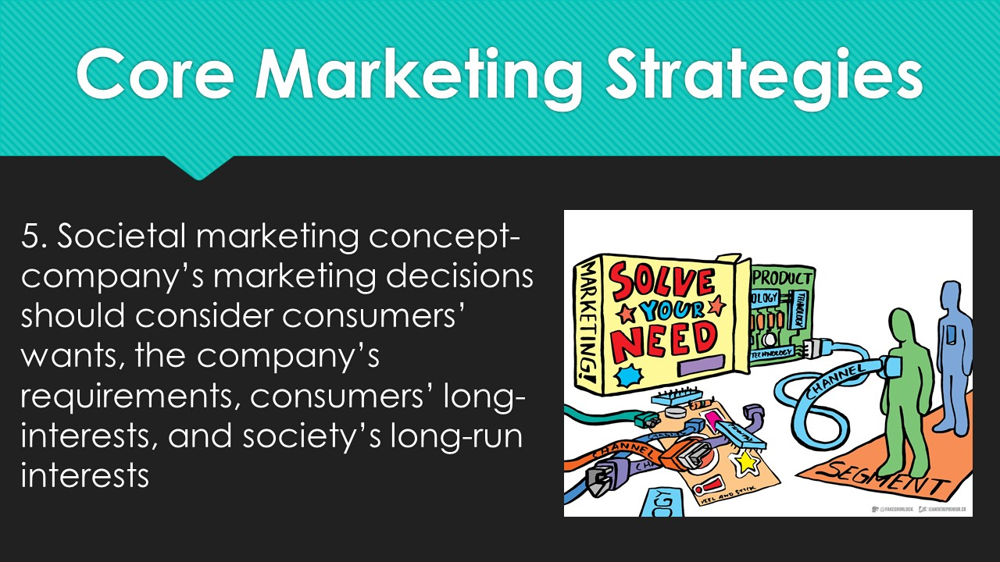 Core Marketing Strategies
5. Societal marketing concept-
company’s marketing decisions
should consider consumers’
wants, the company’s
requirements, consumers’ long-
interests, and society’s long-run
interests
MARKETING!
SOLVE
YOUR
NEED
PRODUCT
OLOGY
TECHNOLOGY
TECHNOLOGY
CHANNEL
CHANNEL
CH
OGY
PEEL AND STICK
SEGMENT
@FAKEGRIMLOCK
LEANENTREPRENEUR.CO